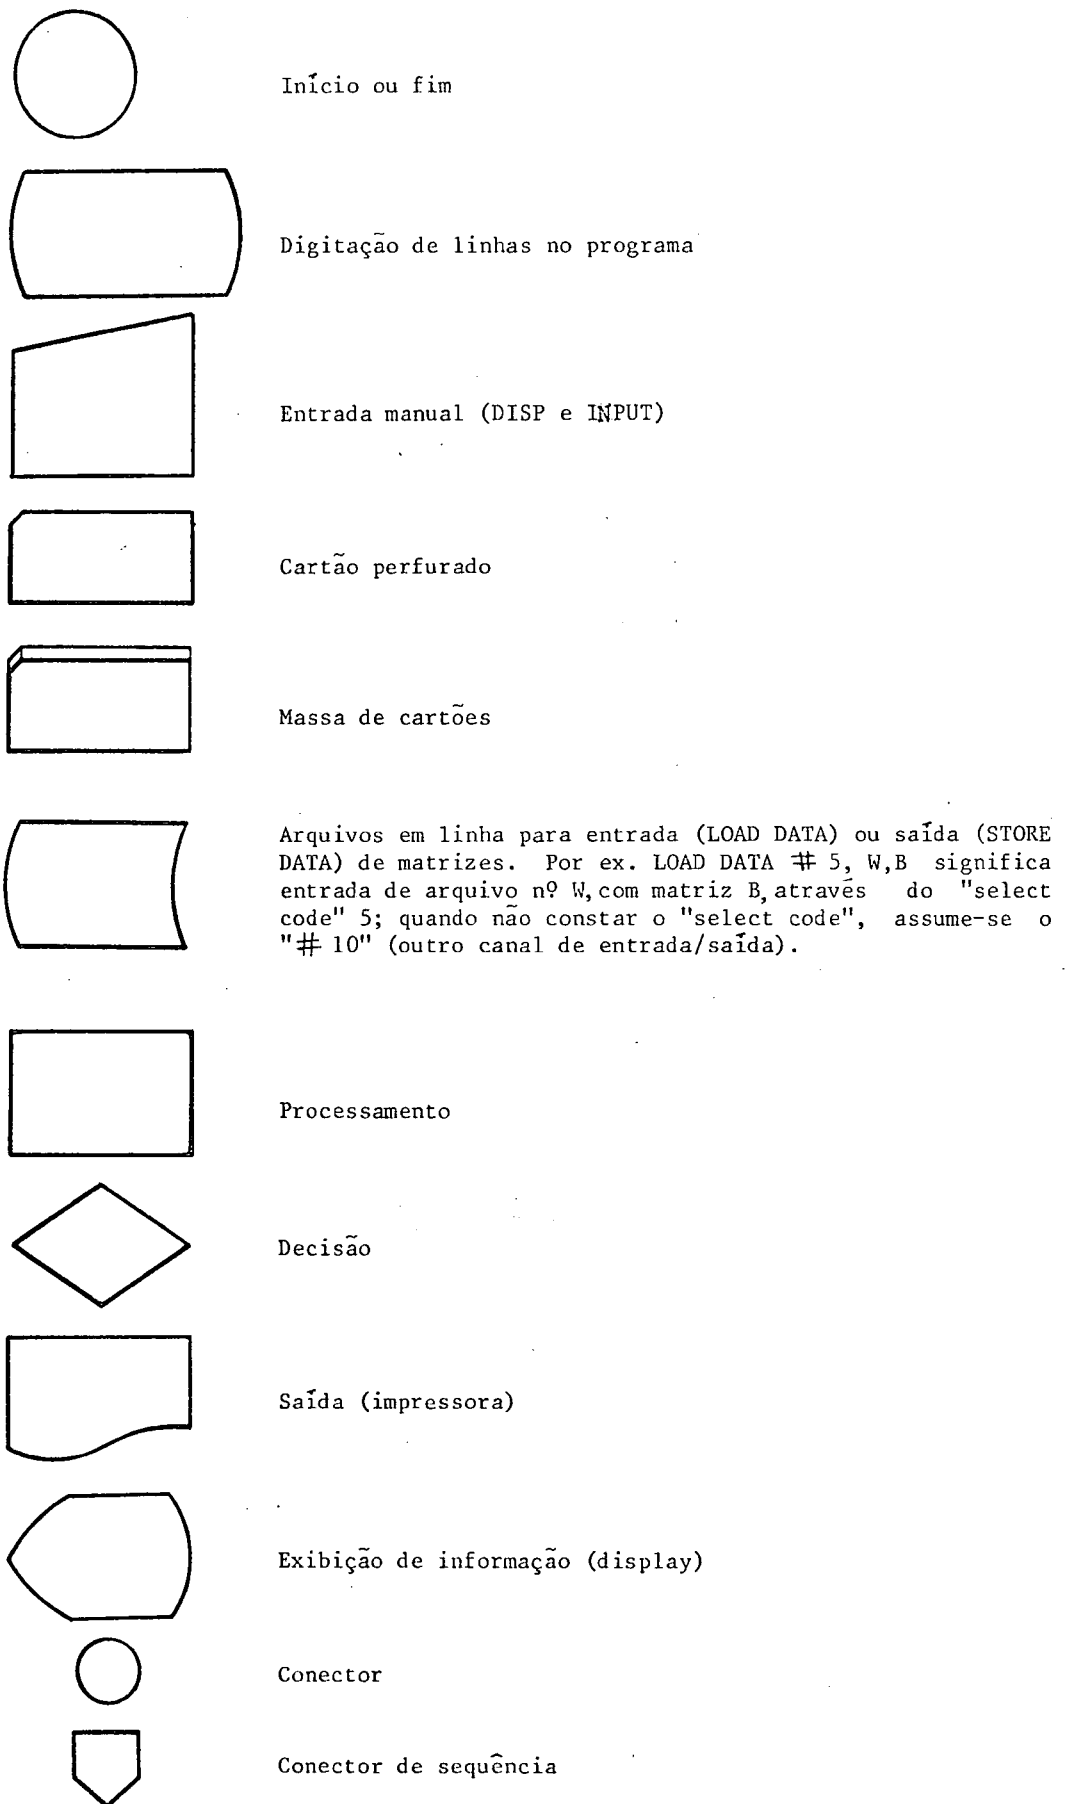 Início ou fim
Digitação de linhas no programa
Entrada manual (DISP e INPUT)
Cartão perfurado
Massa de cartões
Arquivos em linha para entrada (LOAD DATA) ou saída (STORE
DATA) de matrizes. Por ex. LOAD DATA # 5, W,B significa
entrada de arquivo nº W, com matriz B, através do "select
code" 5; quando não constar o "select code", assume-se o
"# 10" (outro canal de entrada/saída).
Processamento
Decisão
Saída (impressora)
Exibição de informação (display)
Conector
Conector de sequência